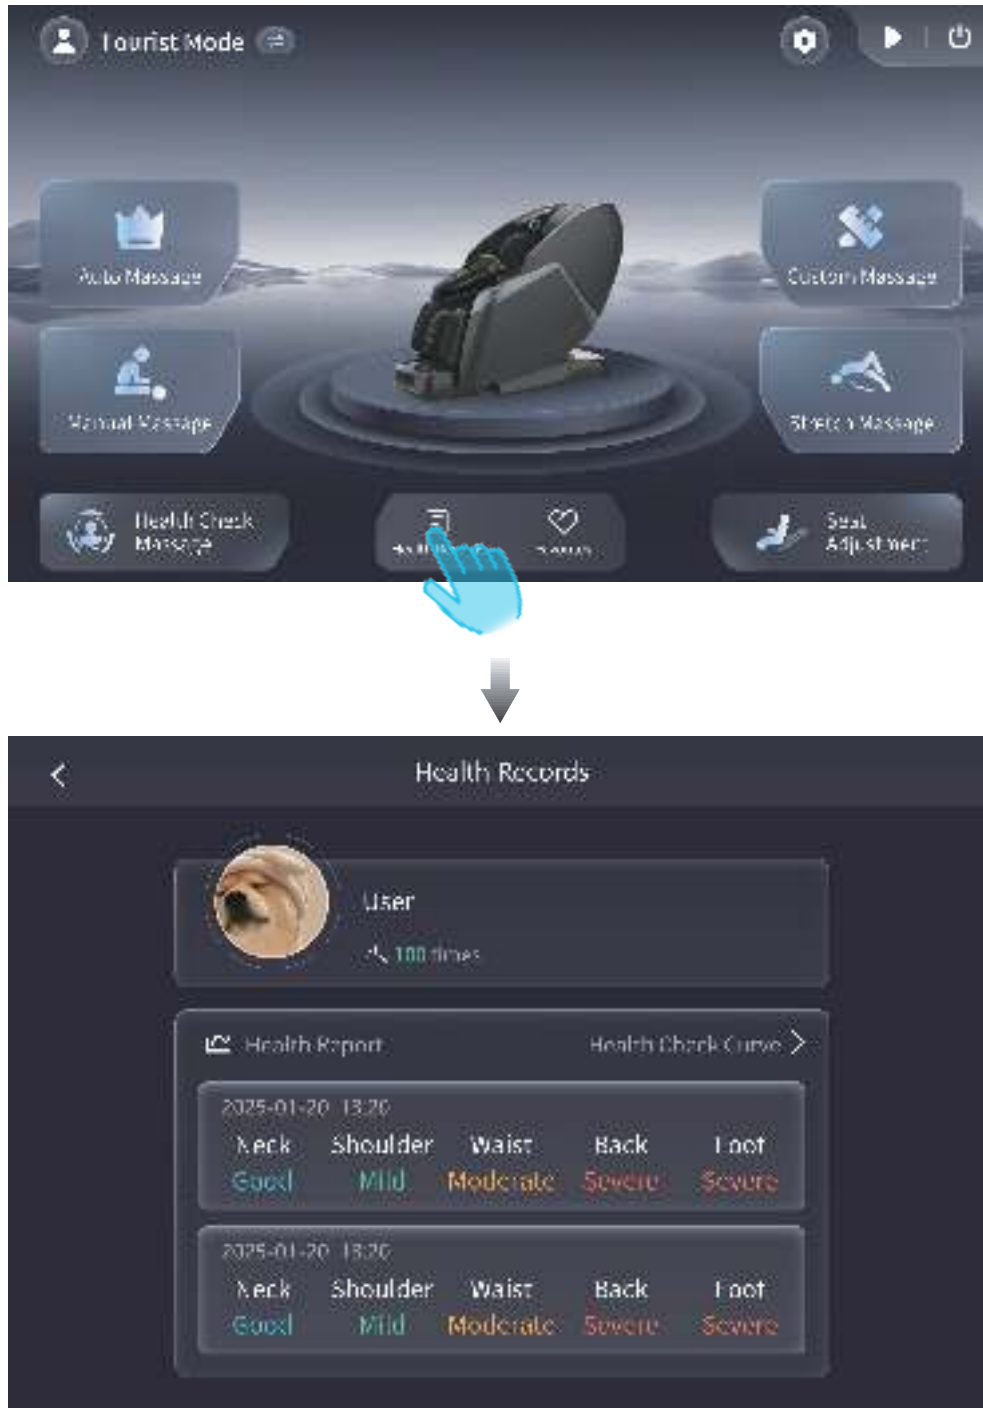 Tourist Mode
Auto Massage
Custom Massage
Manual Massage
Stretch Massage
Health Check
Massage
Health
Favorites
Seat
Adjustment
Health Records
User
100 times
Health Report
Health Check Curve
2025-01-20 13:20
Neck Shoulder Waist Back Foot
Good Mild Moderate Severe Severe
2025-01-20 13:20
Neck Shoulder Waist Back Foot
Good Mild Moderate Severe Severe